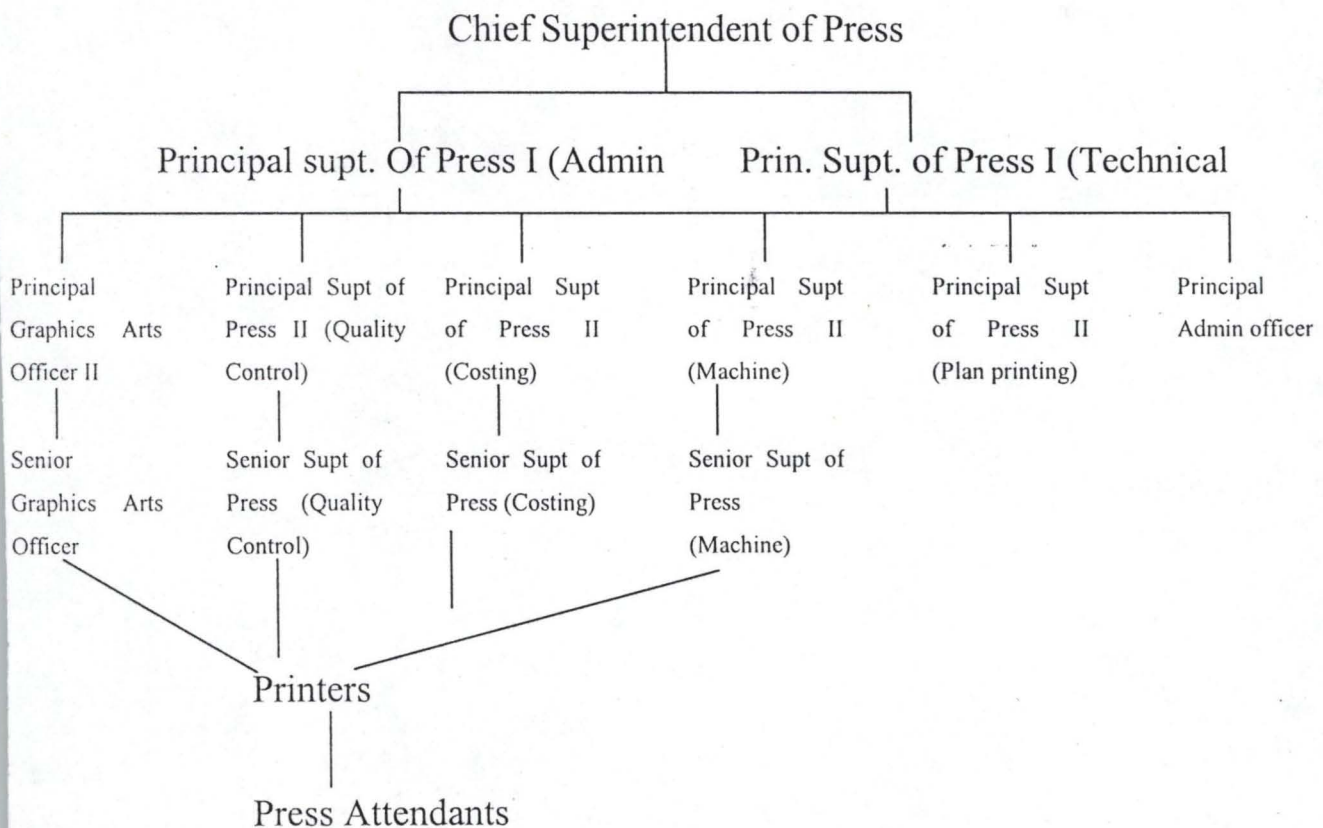 Chief Superintendent of Press
Principal supt. Of Press I (Admin
Prin. Supt. of Press I (Technical
Principal
Graphics Arts
Officer II
Principal Supt of
Press II (Quality
Control)
Principal Supt
of Press II
(Costing)
Principal Supt
of Press II
(Machine)
Principal Supt
of Press II
(Plan printing)
Principal
Admin officer
Senior
Graphics Arts
Officer
Senior Supt of
Press (Quality
Control)
Senior Supt of
Press (Costing)
Senior Supt of
Press
(Machine)
Printers
Press Attendants